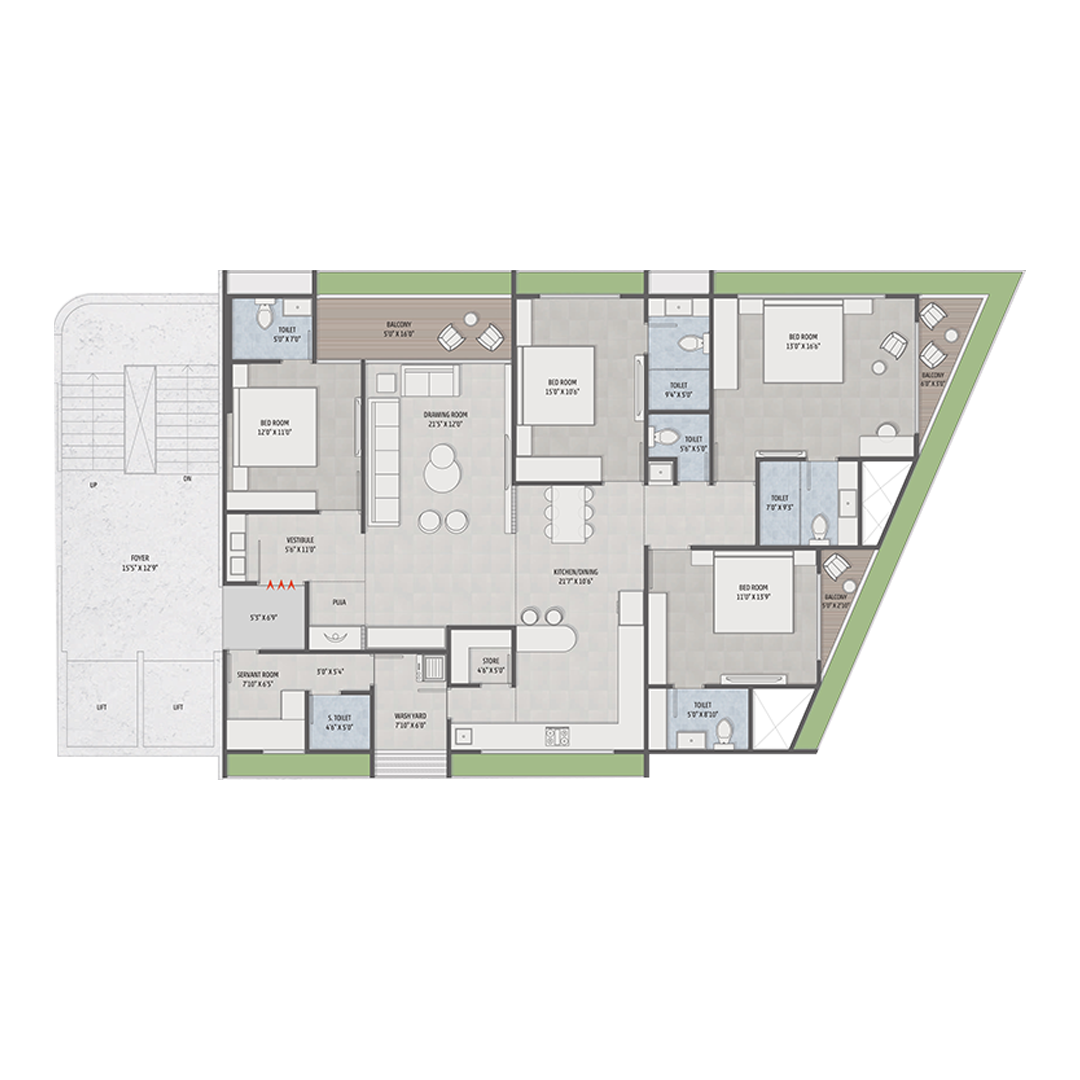 TOILET
5'0" X 7'0"
BALCONY
5'0" X 16'0"
BED ROOM
12'0" X 11'0"
DRAWING ROOM
21'5" X 12'0"
BED ROOM
15'0" X 10'6"
TOILET
9'4" X 5'0"
TOILET
5'6" X 5'0"
BED ROOM
13'0" X 16'6"
BALCONY
6'0" X 5'5"
TOILET
7'0" X 9'3"
UP
DN
FOYER
15'5" X 12'9"
LIFT
LIFT
VESTIBULE
5'6" X 11'0"
5'3" X 6'9"
PUJA
KITCHEN/DINING
21'7" X 10'6"
BED ROOM
11'0" X 13'9"
BALCONY
5'0" X 2'10"
STORE
4'6" X 5'0"
SERVANT ROOM
7'10" X 6'5"
3'0" X 5'4"
S. TOILET
4'6" X 5'0"
WASH YARD
7'10" X 6'0"
TOILET
5'0" X 8'10"